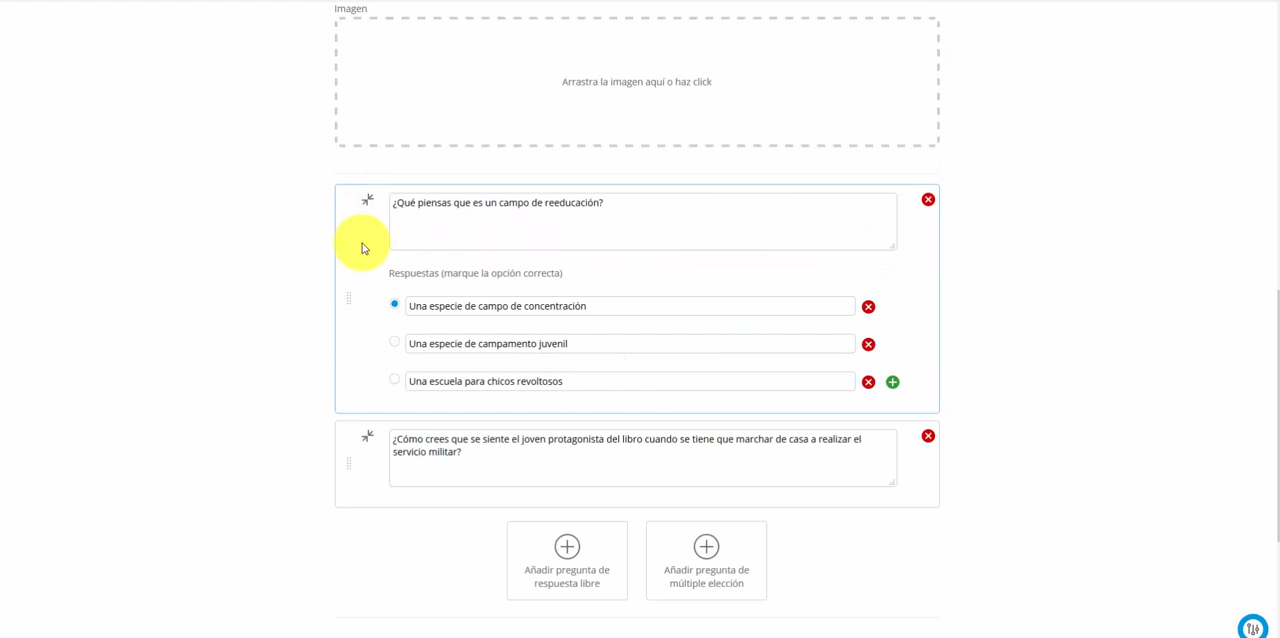 Imagen
Arrastra la imagen aquí o haz click
¿Qué piensas que es un campo de reeducación?
Respuestas (marque la opción correcta)
Una especie de campo de concentración
Una especie de campamento juvenil
Una escuela para chicos revoltosos
¿Cómo crees que se siente el joven protagonista del libro cuando se tiene que marchar de casa a realizar el
servicio militar?
Añadir pregunta de
respuesta libre
Añadir pregunta de
múltiple elección